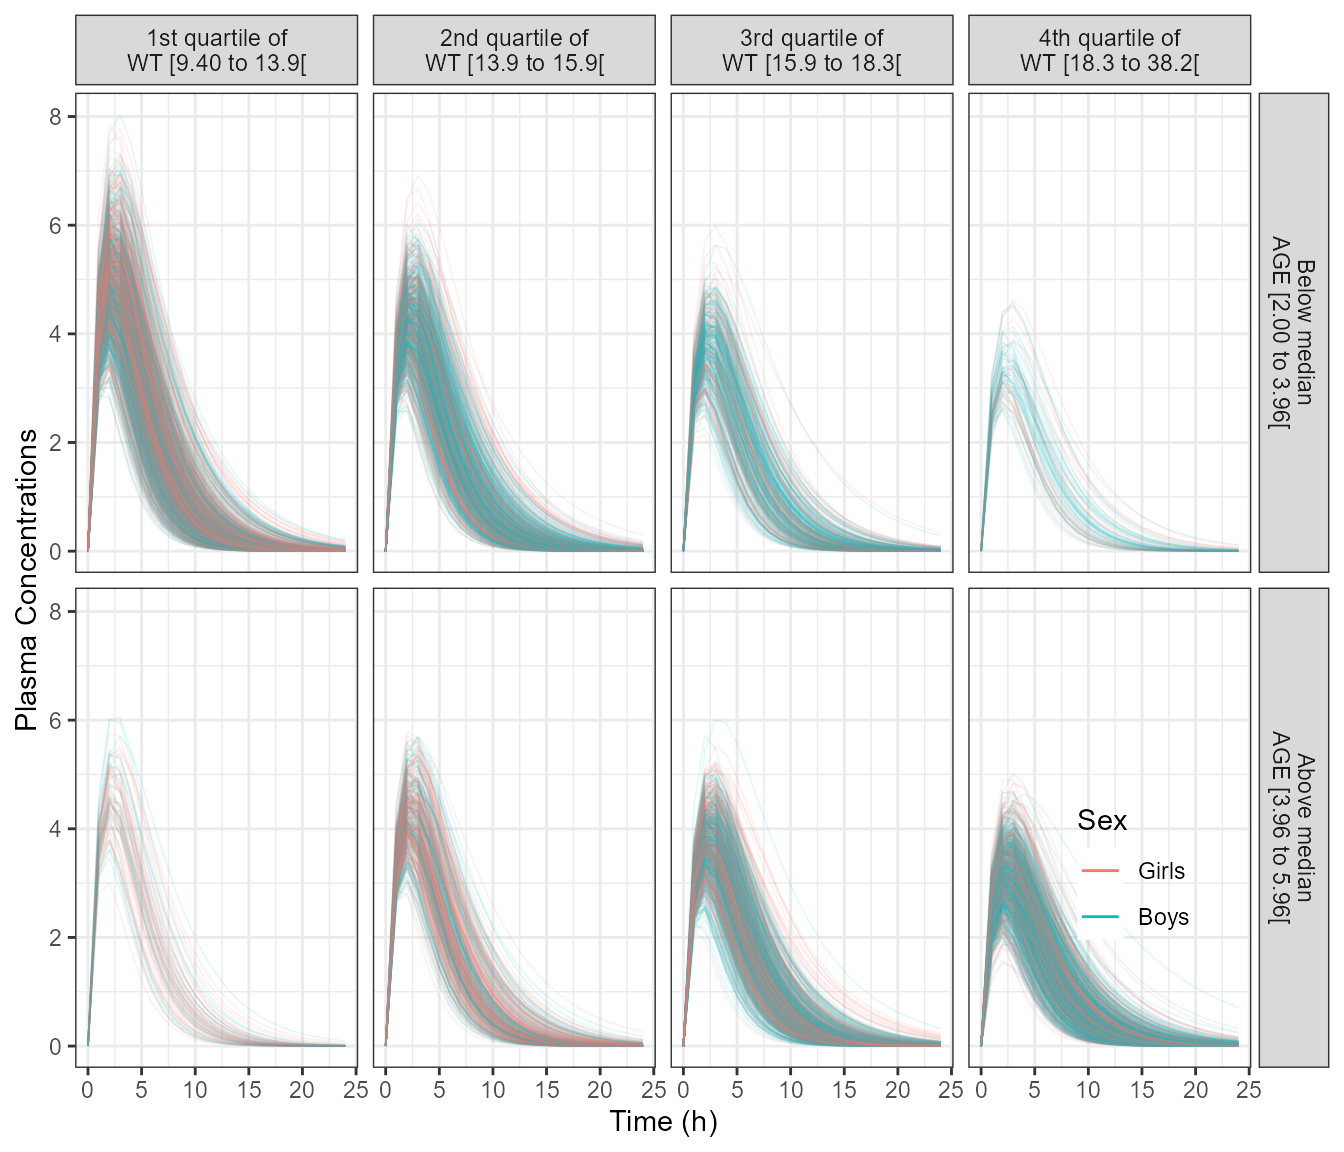 1st quartile of
WT [9.40 to 13.9[
2nd quartile of
WT [13.9 to 15.9[
3rd quartile of
WT [15.9 to 18.3[
4th quartile of
WT [18.3 to 38.2[
8
6
4
2
0
Below median
AGE [2.00 to 3.96[
Plasma Concentrations
8
6
4
2
0
Sex
Girls
Boys
Above median
AGE [3.96 to 5.96[
0 5 10 15 20 25
0 5 10 15 20 25
0 5 10 15 20 25
0 5 10 15 20 25
Time (h)